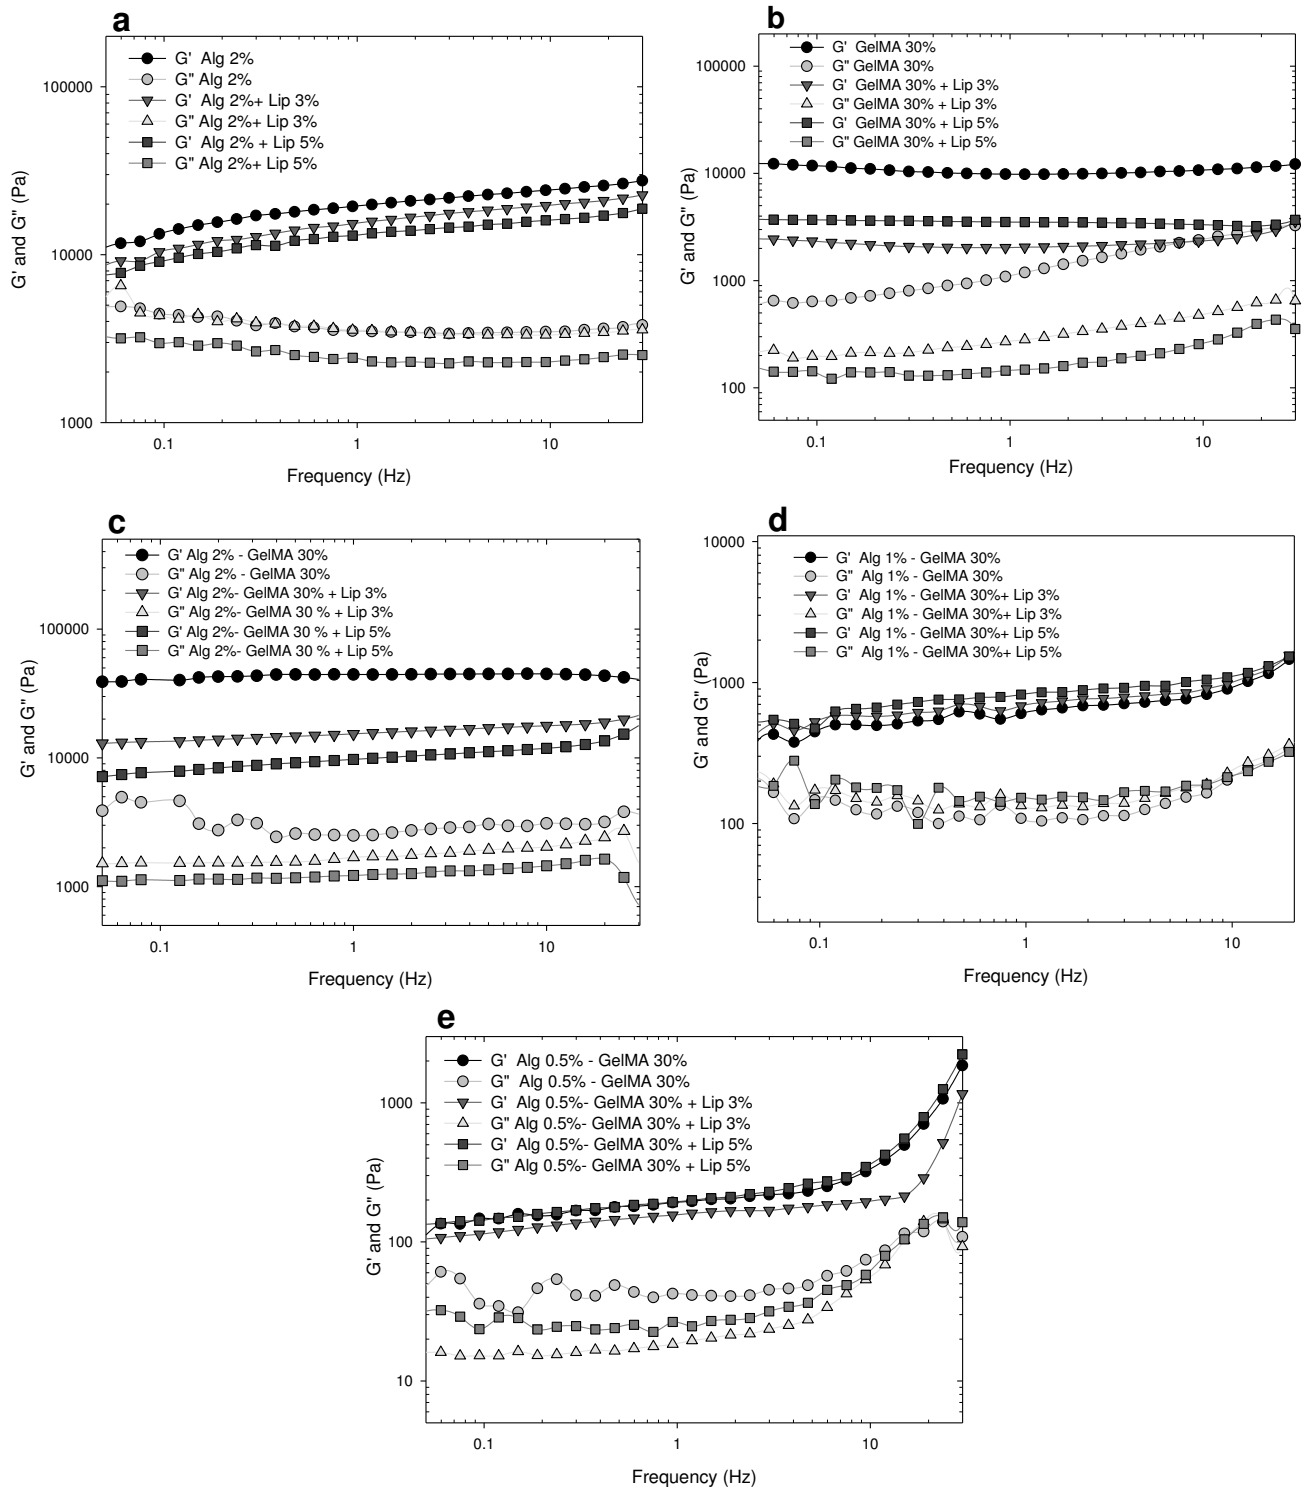 a
G' Alg 2%
G" Alg 2%
G' Alg 2%+ Lip 3%
G" Alg 2%+ Lip 3%
G' Alg 2% + Lip 5%
G" Alg 2%+ Lip 5%
100000
10000
1000
G' and G" (Pa)
0.1 1 10
Frequency (Hz)
b
G' GelMA 30%
G" GelMA 30%
G' GelMA 30% + Lip 3%
G" GelMA 30% + Lip 3%
G' GelMA 30% + Lip 5%
G" GelMA 30% + Lip 5%
100000
10000
1000
100
G' and G" (Pa)
0.1 1 10
Frequency (Hz)
c
G' Alg 2% - GelMA 30%
G" Alg 2% - GelMA 30%
G' Alg 2%- GelMA 30% + Lip 3%
G" Alg 2%- GelMA 30 % + Lip 3%
G' Alg 2%- GelMA 30 % + Lip 5%
G" Alg 2%- GelMA 30 % + Lip 5%
100000
10000
1000
G' and G" (Pa)
0.1 1 10
Frequency (Hz)
d
G' Alg 1% - GelMA 30%
G" Alg 1% - GelMA 30%
G' Alg 1% - GelMA 30%+ Lip 3%
G" Alg 1% - GelMA 30%+ Lip 3%
G' Alg 1% - GelMA 30%+ Lip 5%
G" Alg 1% - GelMA 30%+ Lip 5%
10000
1000
100
G' and G" (Pa)
0.1 1 10
Frequency (Hz)
e
G' Alg 0.5% - GelMA 30%
G" Alg 0.5% - GelMA 30%
G' Alg 0.5%- GelMA 30% + Lip 3%
G" Alg 0.5%- GelMA 30% + Lip 3%
G' Alg 0.5%- GelMA 30% + Lip 5%
G" Alg 0.5%- GelMA 30% + Lip 5%
1000
100
10
G' and G" (Pa)
0.1 1 10
Frequency (Hz)